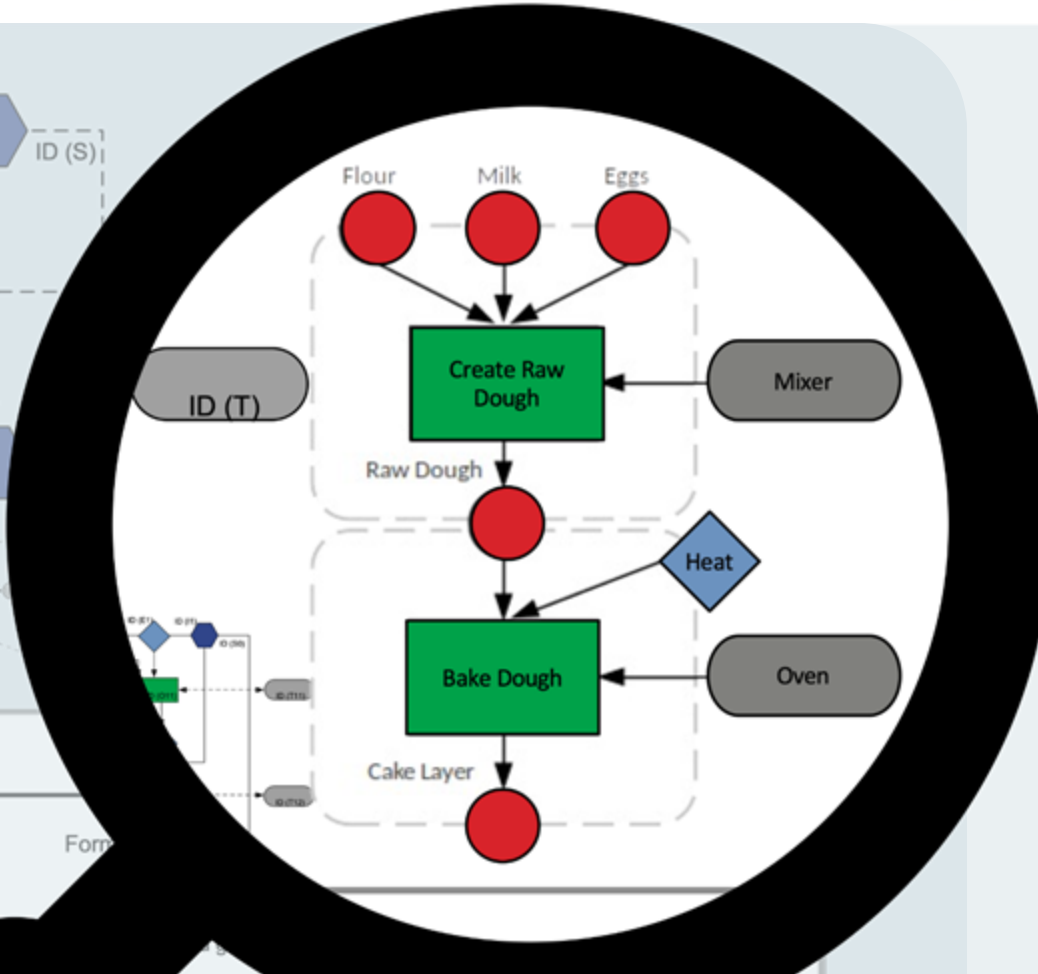 ID (S)
Flour Milk Eggs
Create Raw
Dough
Mixer
ID (T)
Raw Dough
Heat
Bake Dough
Oven
Cake Layer
Form